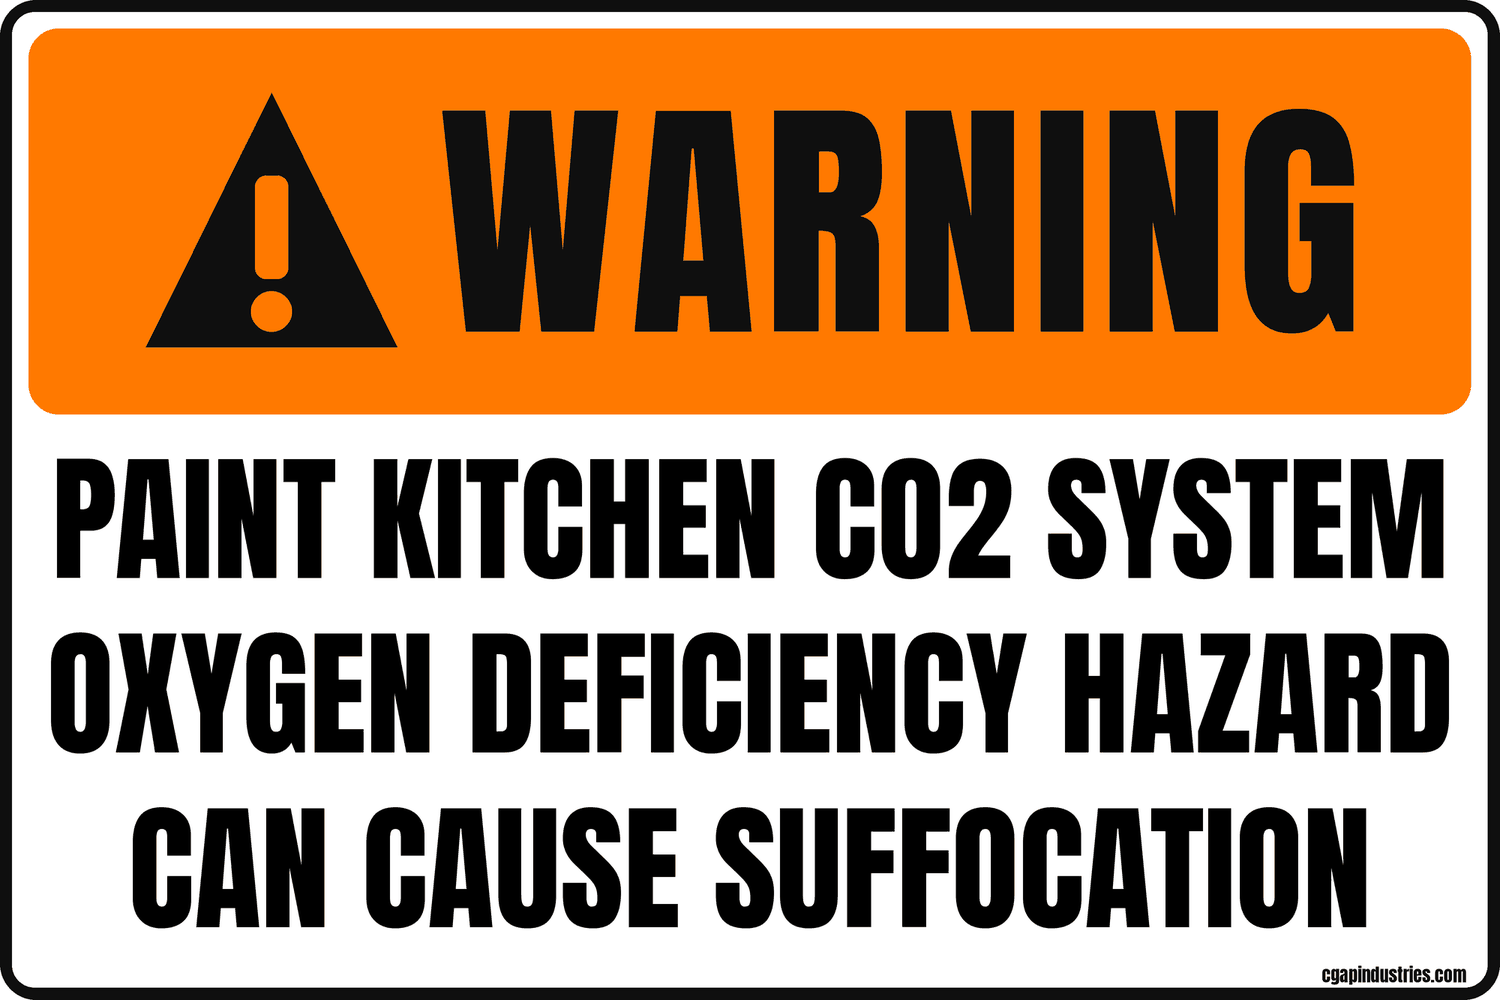 WARNING
PAINT KITCHEN CO2 SYSTEM
OXYGEN DEFICIENCY HAZARD
CAN CAUSE SUFFOCATION
cgapindustries.com